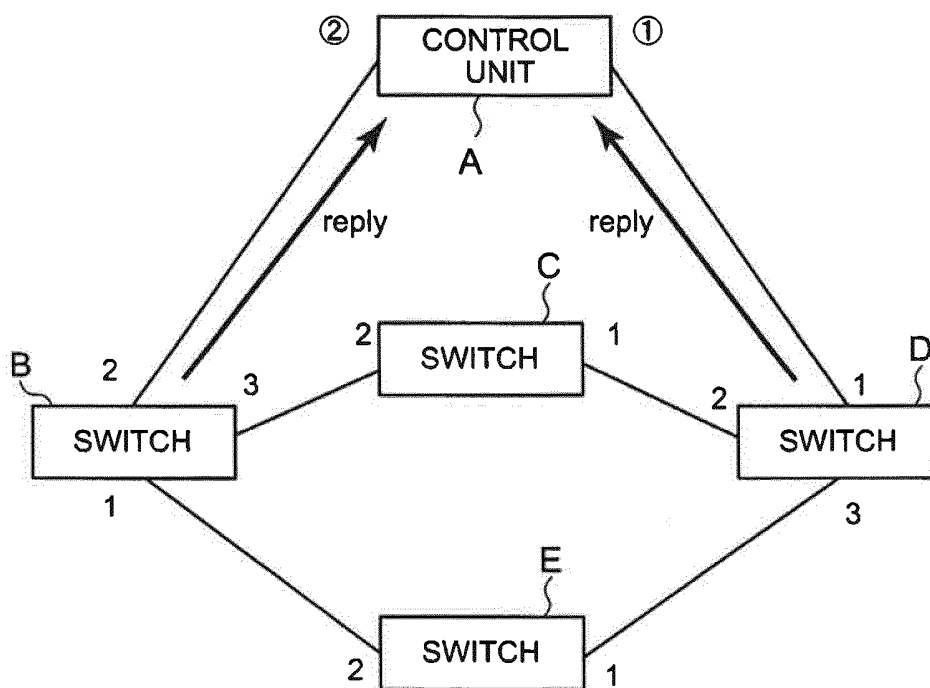 ② CONTROL UNIT ①
A
reply reply
C
2 SWITCH 1
B 2 3 2 1 D
SWITCH SWITCH
1 3
E
2 SWITCH 1